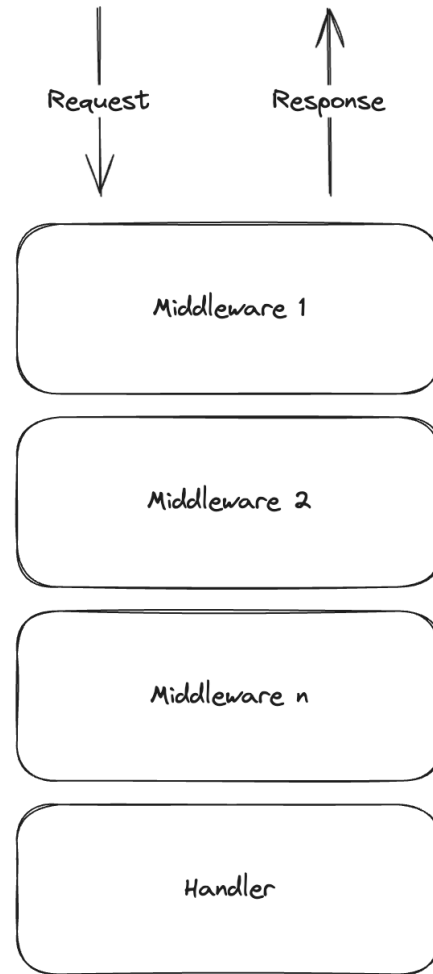 Request
Response
Middleware 1
Middleware 2
Middleware n
Handler